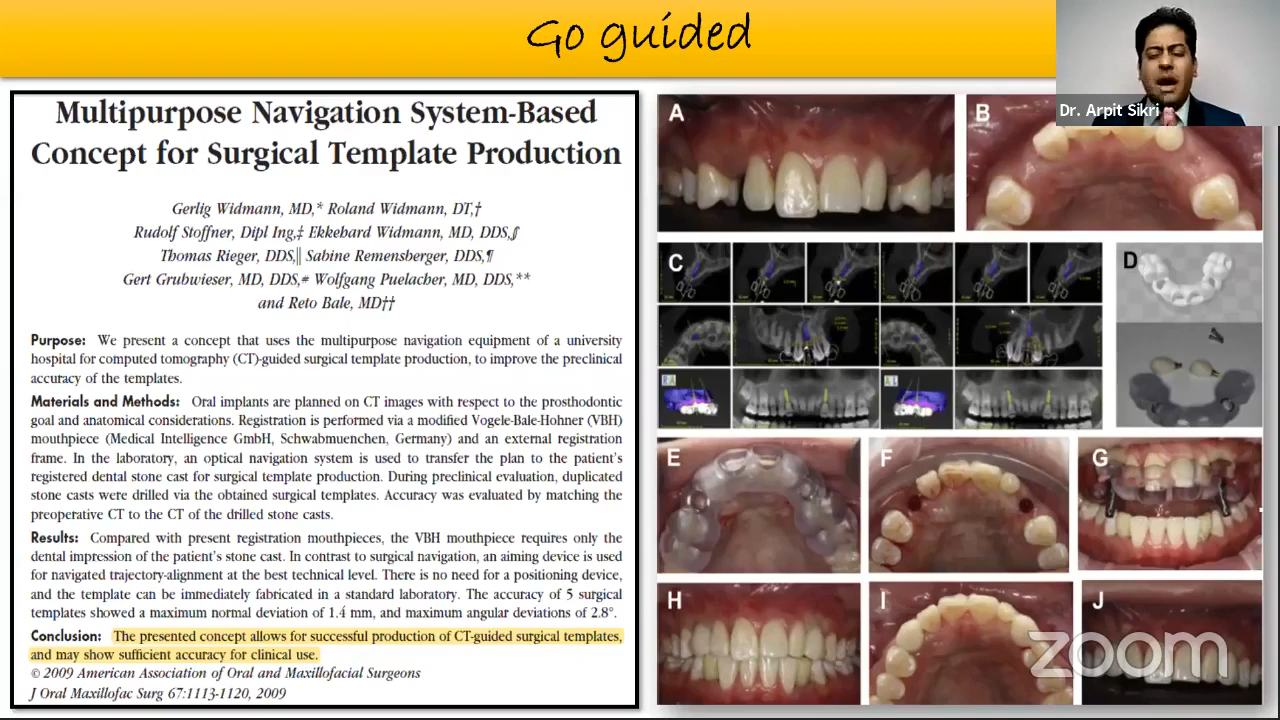 Go guided
Dr. Arpit Sikri
Multipurpose Navigation System-Based
Concept for Surgical Template Production
Gerlig Widmann, MD,* Roland Widmann, DT,†
Rudolf Stoffner, Dipl Ing,‡ Ekkebard Widmann, MD, DDS,§
Thomas Rieger, DDS,|| Sabine Remensberger, DDS,¶
Gert Grubwieser, MD, DDS,# Wolfgang Puelacher, MD, DDS,**
and Reto Bale, MD††
Purpose: We present a concept that uses the multipurpose navigation equipment of a university
hospital for computed tomography (CT)-guided surgical template production, to improve the preclinical
accuracy of the templates.
Materials and Methods: Oral implants are planned on CT images with respect to the prosthodontic
goal and anatomical considerations. Registration is performed via a modified Vogele-Bale-Hohner (VBH)
mouthpiece (Medical Intelligence GmbH, Schwabmuenchen, Germany) and an external registration
frame. In the laboratory, an optical navigation system is used to transfer the plan to the patient's
registered dental stone cast for surgical template production. During preclinical evaluation, duplicated
stone casts were drilled via the obtained surgical templates. Accuracy was evaluated by matching the
preoperative CT to the CT of the drilled stone casts.
Results: Compared with present registration mouthpieces, the VBH mouthpiece requires only the
dental impression of the patient's stone cast. In contrast to surgical navigation, an aiming device is used
for navigated trajectory-alignment at the best technical level. There is no need for a positioning device,
and the template can be immediately fabricated in a standard laboratory. The accuracy of 5 surgical
templates showed a maximum normal deviation of 1.4 mm, and maximum angular deviations of 2.8°.
Conclusion: The presented concept allows for successful production of CT-guided surgical templates,
and may show sufficient accuracy for clinical use.
© 2009 American Association of Oral and Maxillofacial Surgeons
J Oral Maxillofac Surg 67:1113-1120, 2009
A
B
C
D
E
F
G
H
I
J
zoom